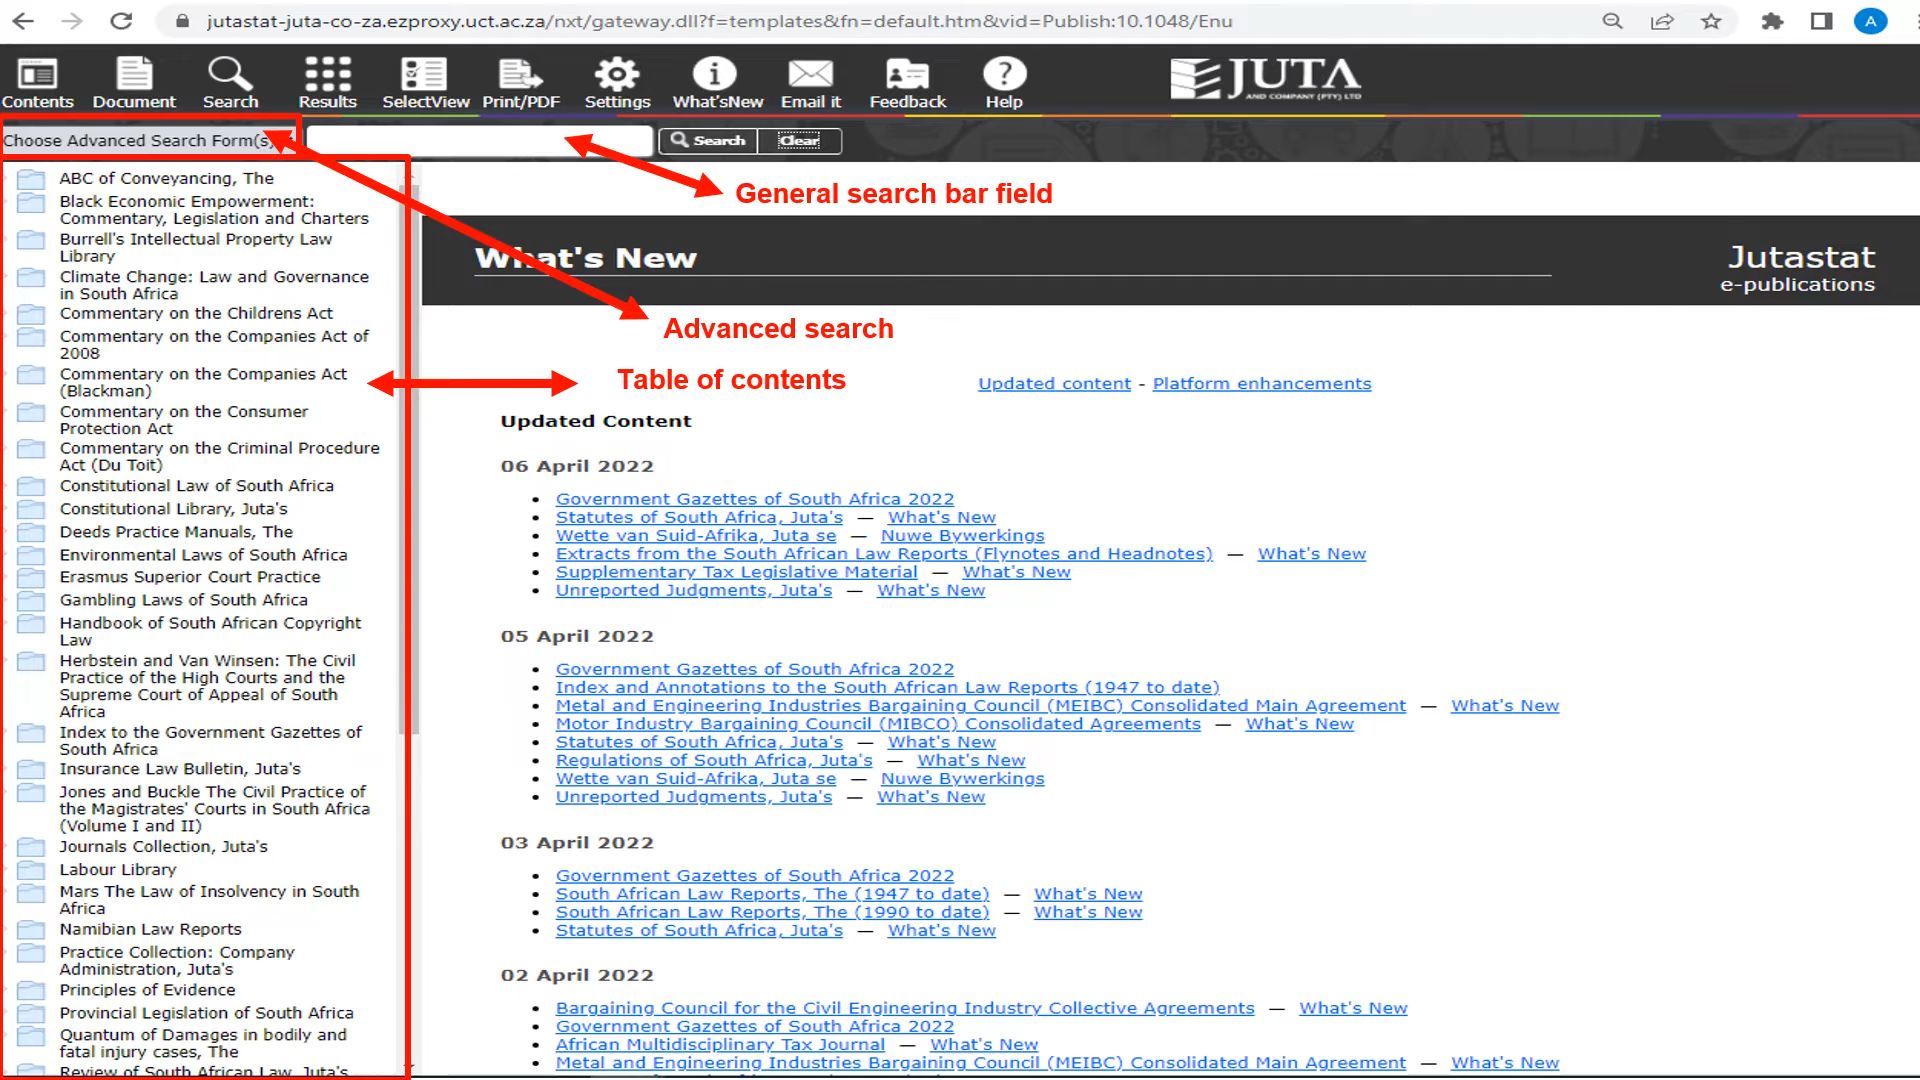 jutastat-juta-co-za.ezproxy.uct.ac.za/nxt/gateway.dll?f=templates&fn=default.htm&vid=Publish:10.1048/Enu
A
Contents Document Search Results SelectView Print/PDF Settings What'sNew Email it Feedback Help
JUTA
AND COMPANY (PTY) LTD
Choose Advanced Search Form(s)
Search Clear
General search bar field
Advanced search
Table of contents
ABC of Conveyancing, The
Black Economic Empowerment:
Commentary, Legislation and Charters
Burrell's Intellectual Property Law
Library
Climate Change: Law and Governance
in South Africa
Commentary on the Childrens Act
Commentary on the Companies Act of
2008
Commentary on the Companies Act
(Blackman)
Commentary on the Consumer
Protection Act
Commentary on the Criminal Procedure
Act (Du Toit)
Constitutional Law of South Africa
Constitutional Library, Juta's
Deeds Practice Manuals, The
Environmental Laws of South Africa
Erasmus Superior Court Practice
Gambling Laws of South Africa
Handbook of South African Copyright
Law
Herbstein and Van Winsen: The Civil
Practice of the High Courts and the
Supreme Court of Appeal of South
Africa
Index to the Government Gazettes of
South Africa
Insurance Law Bulletin, Juta's
Jones and Buckle The Civil Practice of
the Magistrates' Courts in South Africa
(Volume I and II)
Journals Collection, Juta's
Labour Library
Mars The Law of Insolvency in South
Africa
Namibian Law Reports
Practice Collection: Company
Administration, Juta's
Principles of Evidence
Provincial Legislation of South Africa
Quantum of Damages in bodily and
fatal injury cases, The
Review of South African Law, Juta's
What's New
Jutastat
e-publications
Updated content - Platform enhancements
Updated Content
06 April 2022
• Government Gazettes of South Africa 2022
• Statutes of South Africa, Juta's — What's New
• Wette van Suid-Afrika, Juta se — Nuwe Bywerkings
• Extracts from the South African Law Reports (Flynotes and Headnotes) — What's New
• Supplementary Tax Legislative Material — What's New
• Unreported Judgments, Juta's — What's New
05 April 2022
• Government Gazettes of South Africa 2022
• Index and Annotations to the South African Law Reports (1947 to date)
• Metal and Engineering Industries Bargaining Council (MEIBC) Consolidated Main Agreement — What's New
• Motor Industry Bargaining Council (MIBCO) Consolidated Agreements — What's New
• Statutes of South Africa, Juta's — What's New
• Regulations of South Africa, Juta's — What's New
• Wette van Suid-Afrika, Juta se — Nuwe Bywerkings
• Unreported Judgments, Juta's — What's New
03 April 2022
• Government Gazettes of South Africa 2022
• South African Law Reports, The (1947 to date) — What's New
• South African Law Reports, The (1990 to date) — What's New
• Statutes of South Africa, Juta's — What's New
02 April 2022
• Bargaining Council for the Civil Engineering Industry Collective Agreements — What's New
• Government Gazettes of South Africa 2022
• African Multidisciplinary Tax Journal — What's New
• Metal and Engineering Industries Bargaining Council (MEIBC) Consolidated Main Agreement — What's New